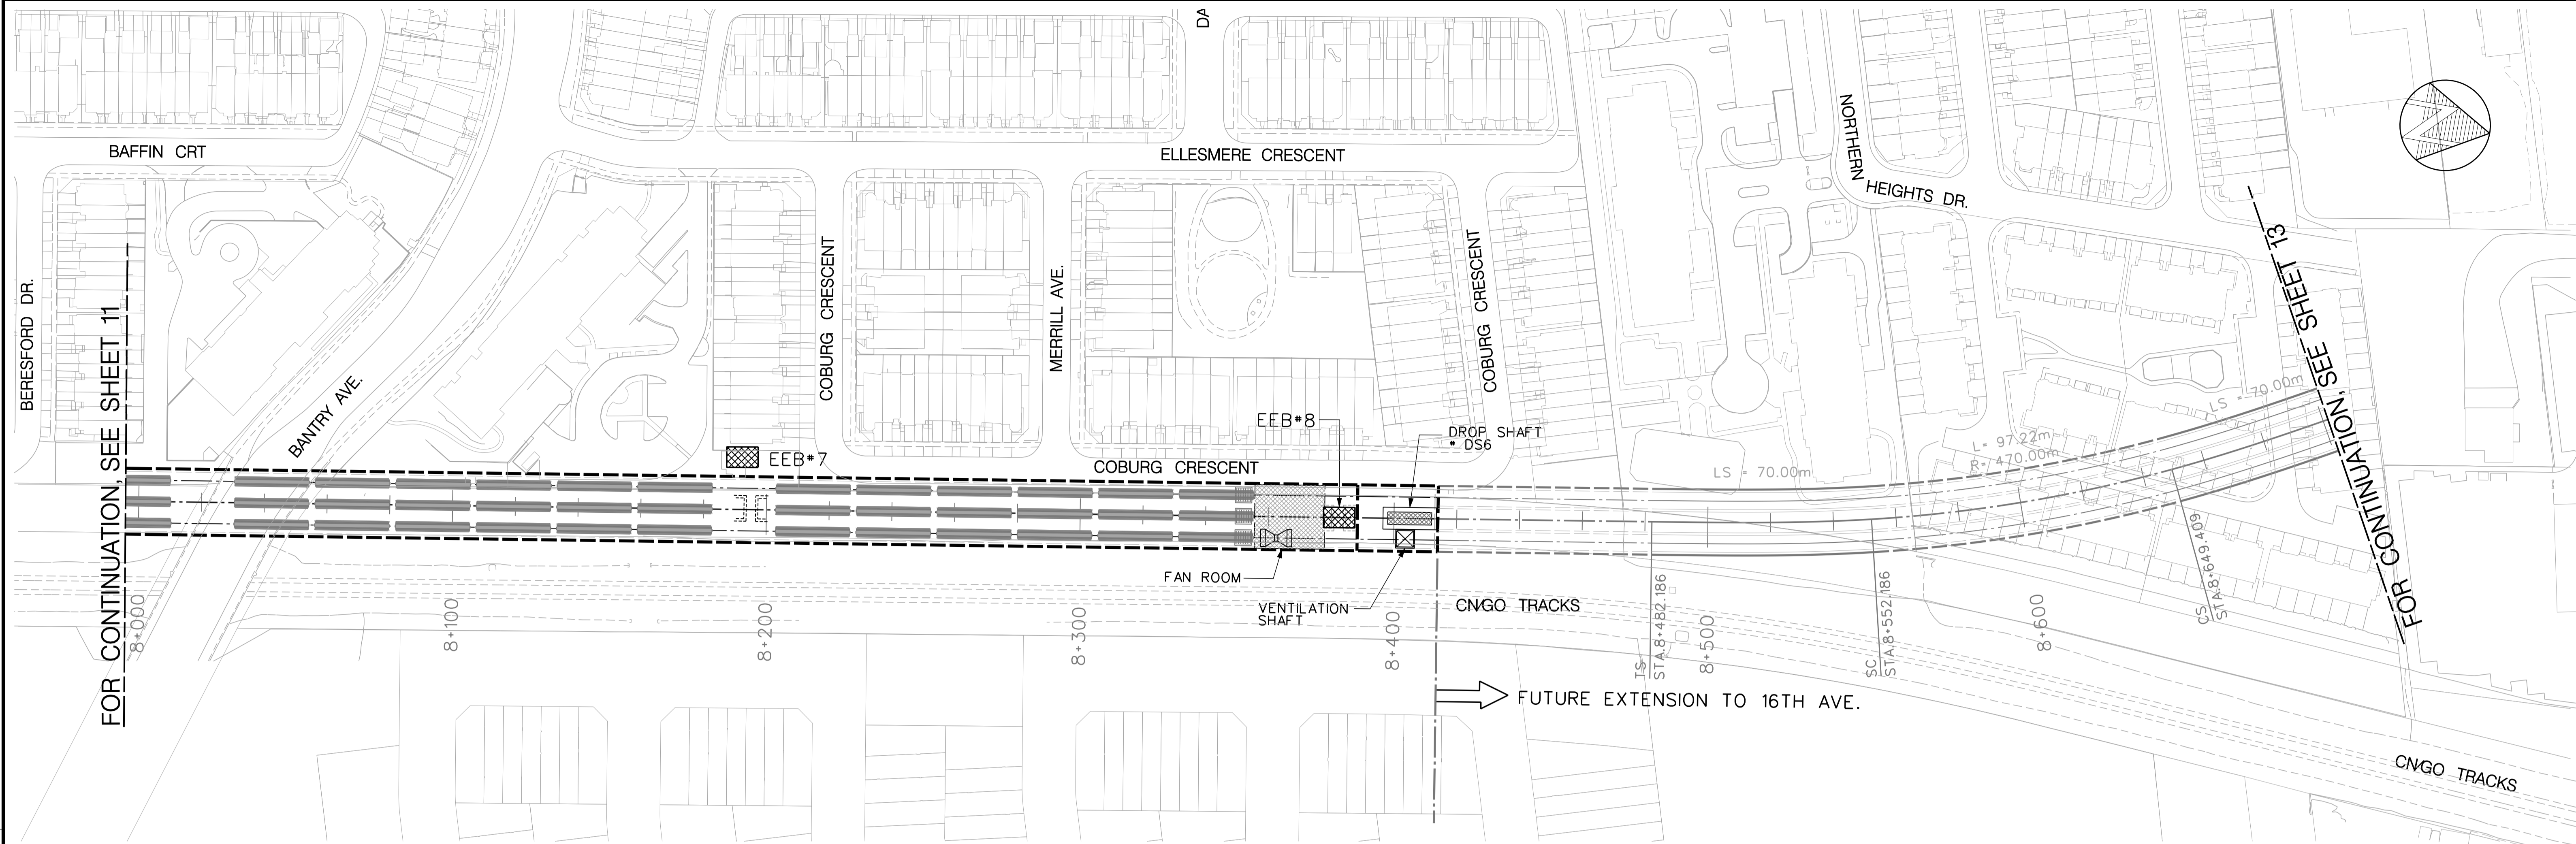 DA
BAFFIN CRT
ELLESMERE CRESCENT
NORTHERN
HEIGHTS DR.
BERESFORD DR.
FOR CONTINUATION, SEE SHEET 11
BANTRY AVE.
COBURG CRESCENT
MERRILL AVE.
COBURG CRESCENT
FOR CONTINUATION, SEE SHEET 13
LS = 70.00m
L= 97.22m
R= 470.00m
LS = 70.00m
EEB#7
EEB#8
DROP SHAFT
# DS6
COBURG CRESCENT
FAN ROOM
VENTILATION
SHAFT
CN/GO TRACKS
8+000
8+100
8+200
8+300
8+400
TS
STA.8+482.186
8+500
SC
STA.8+552.186
8+600
CS
STA.8+649.409
FUTURE EXTENSION TO 16TH AVE.
CN/GO TRACKS